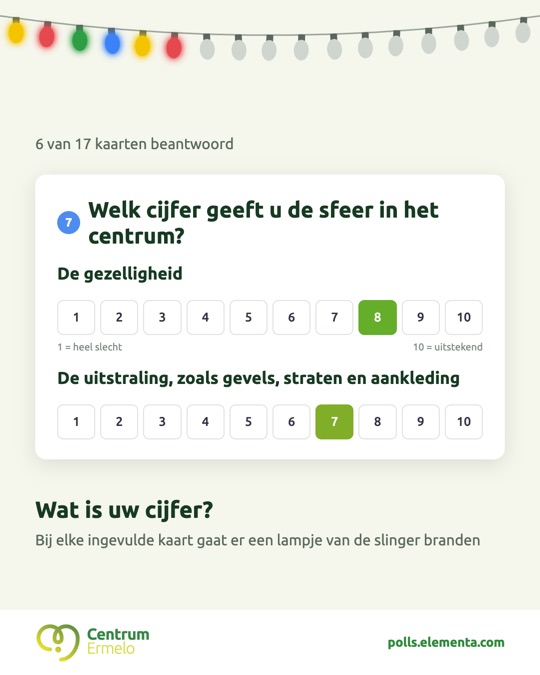 6 van 17 kaarten beantwoord
7
Welk cijfer geeft u de sfeer in het
centrum?
De gezelligheid
1 2 3 4 5 6 7 8 9 10
1 = heel slecht 10 = uitstekend
De uitstraling, zoals gevels, straten en aankleding
1 2 3 4 5 6 7 8 9 10
Wat is uw cijfer?
Bij elke ingevulde kaart gaat er een lampje van de slinger branden
Centrum
Ermelo
polls.elementa.com